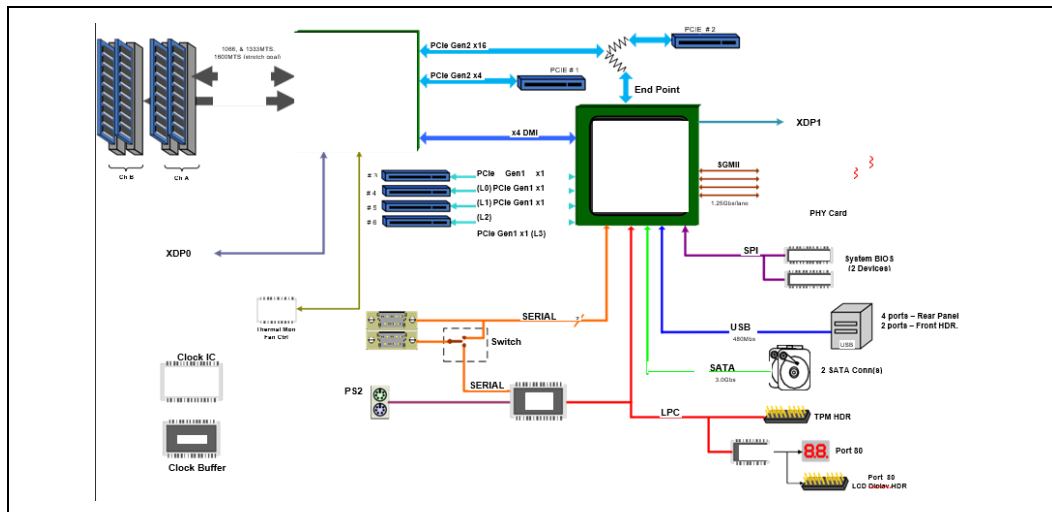 1066, & 1333MTS.
1600MTS (stretch goal)
PCIe Gen2 x16
PCIE # 2
PCIe Gen2 x4
PCIE # 1
End Point
x4 DMI
XDP1
Ch B
Ch A
# 3
PCIe Gen1 x1
SGMII
# 4
(L0) PCIe Gen1 x1
# 5
(L1) PCIe Gen1 x1
1.25Gbs/lane
# 6
(L2)
PHY Card
PCIe Gen1 x1 (L3)
XDP0
SPI
System BIOS
(2 Devices)
Thermal Mon
Fan Ctrl
SERIAL
2
Switch
USB
480Mbs
4 ports – Rear Panel
2 ports – Front HDR.
USB
Clock IC
SATA
3.0Gbs
2 SATA Conn(s)
PS2
SERIAL
LPC
TPM HDR
Clock Buffer
8.8.
Port 80
Port 80
LCD HDR